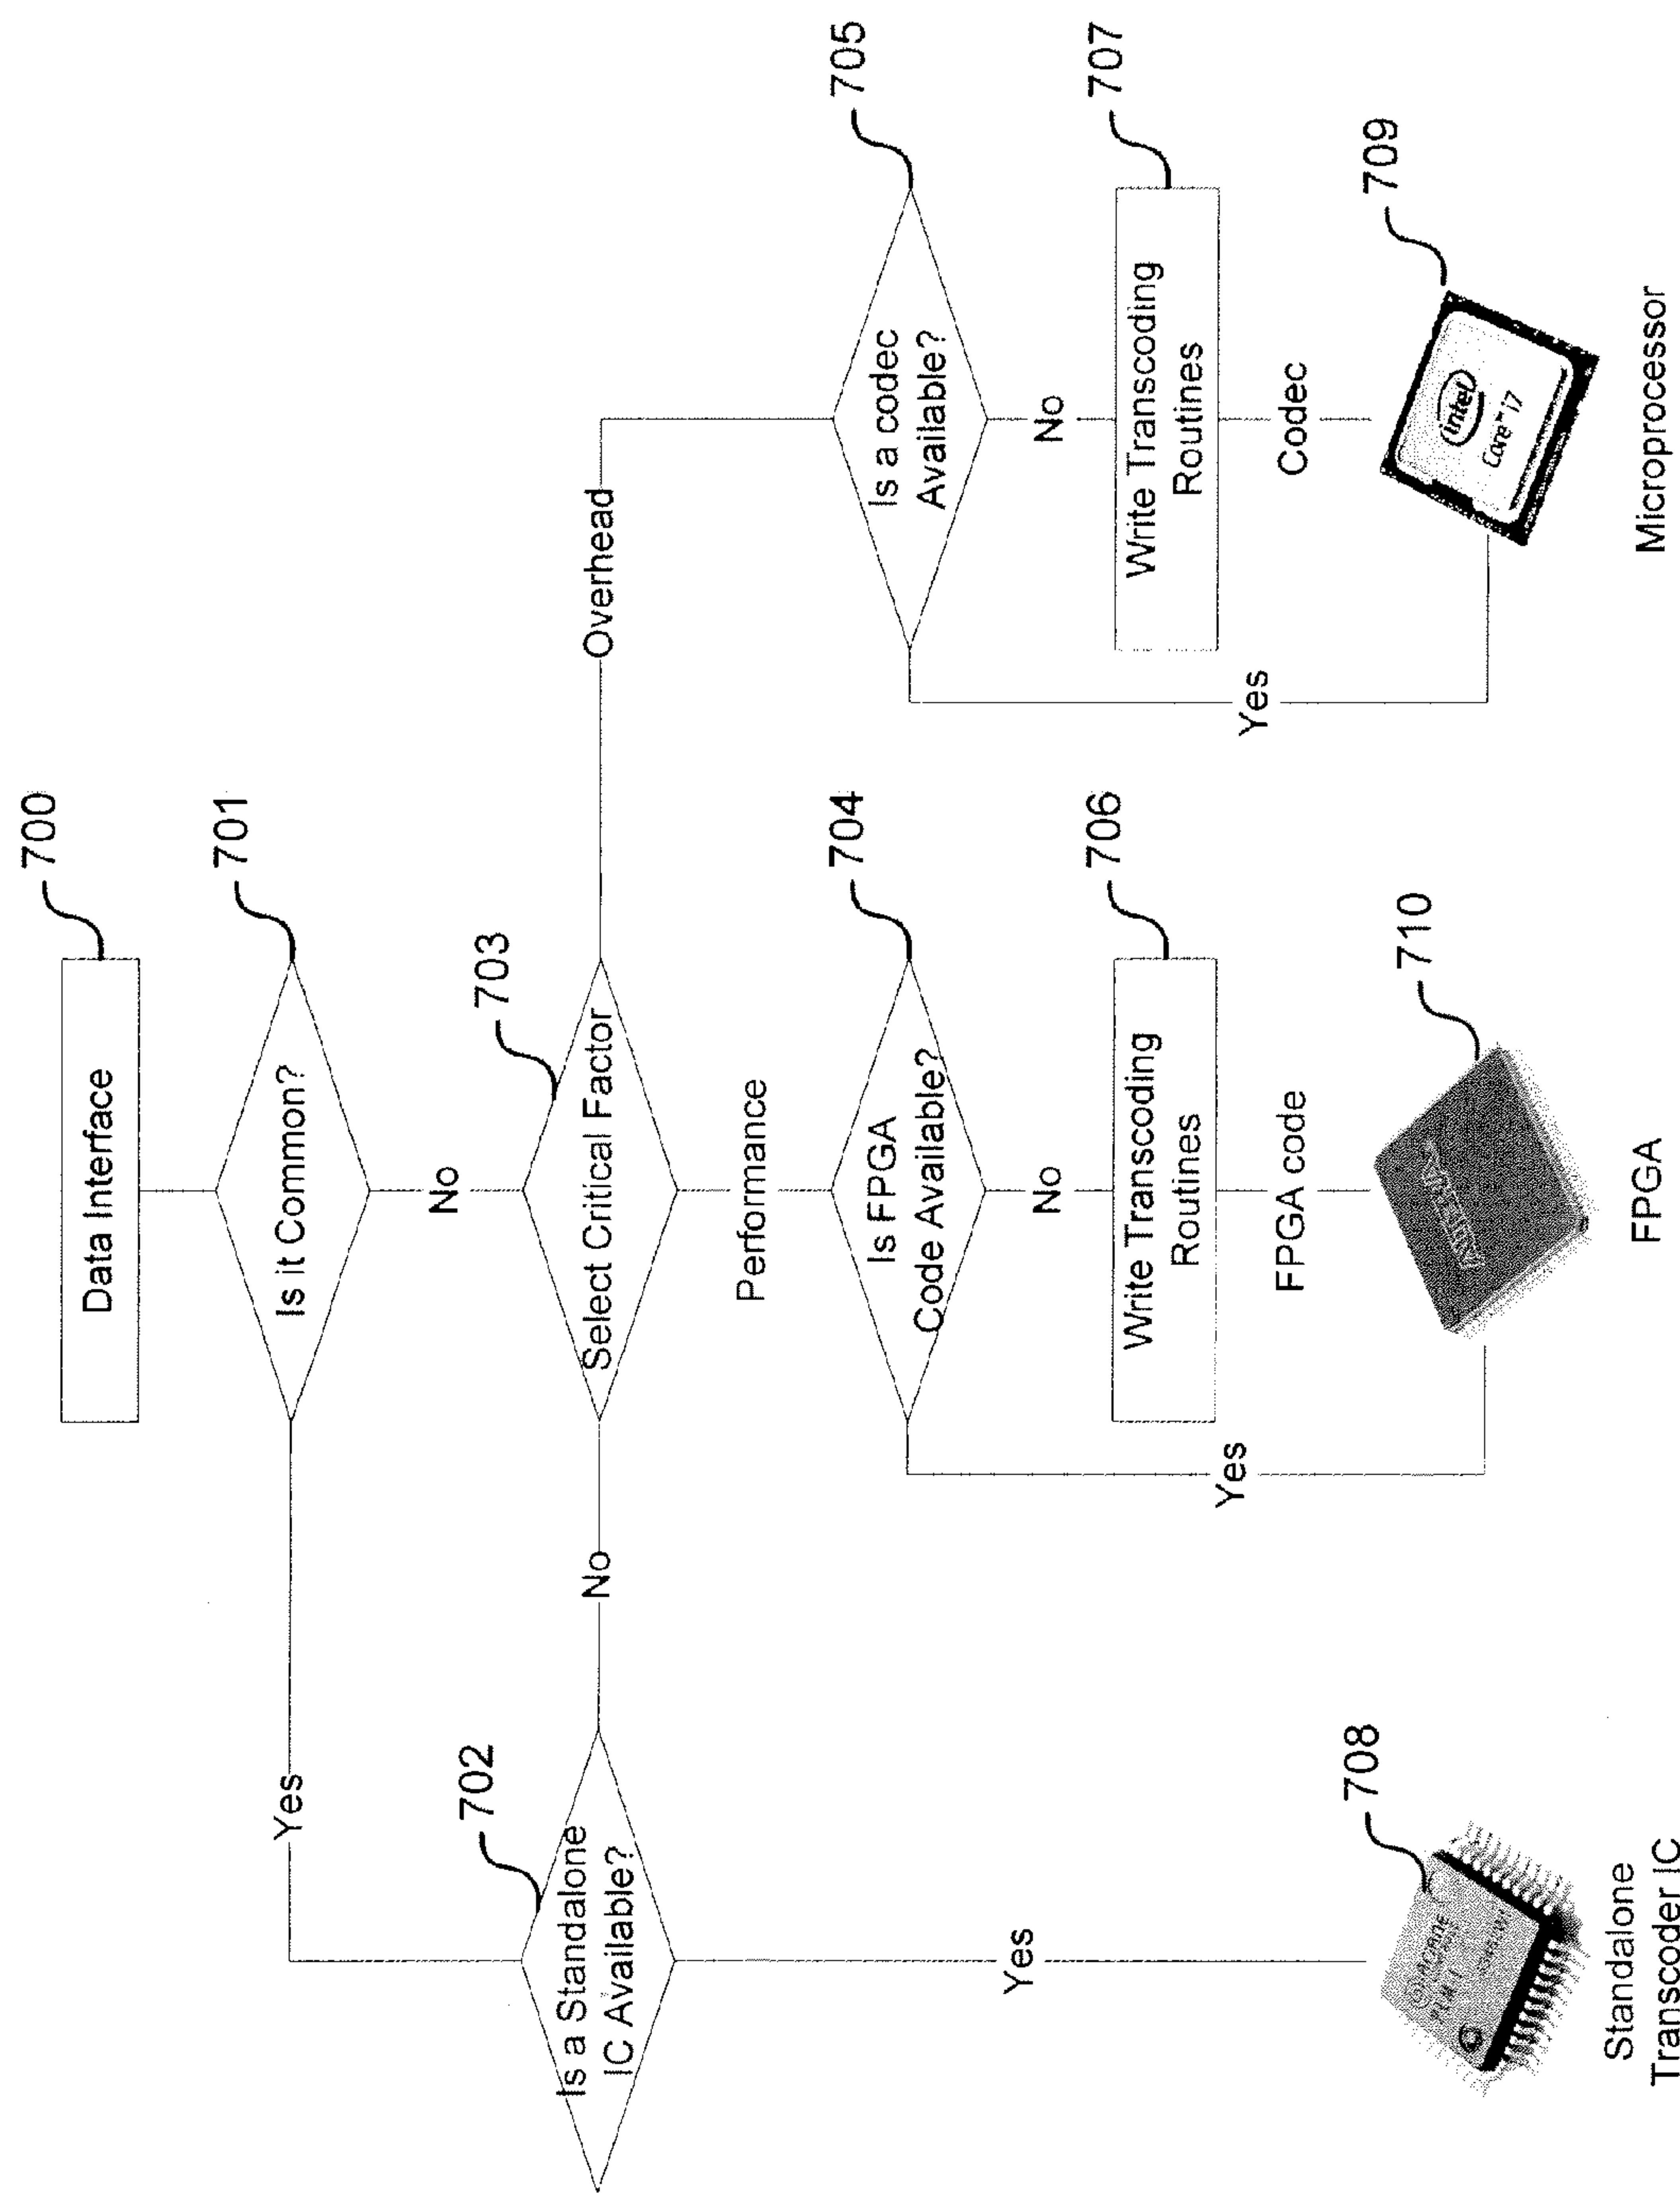 Data Interface
700
Is it Common?
701
Yes
No
Is a Standalone
IC Available?
702
No
Select Critical Factor
703
Overhead
Performance
Is FPGA
Code Available?
704
Is a codec
Available?
705
Yes
No
No
Write Transcoding
Routines
706
Write Transcoding
Routines
707
Yes
Yes
FPGA code
Codec
708
710
709
ALTERA
intel
Core™ i7
Standalone
Transcoder IC
FPGA
Microprocessor